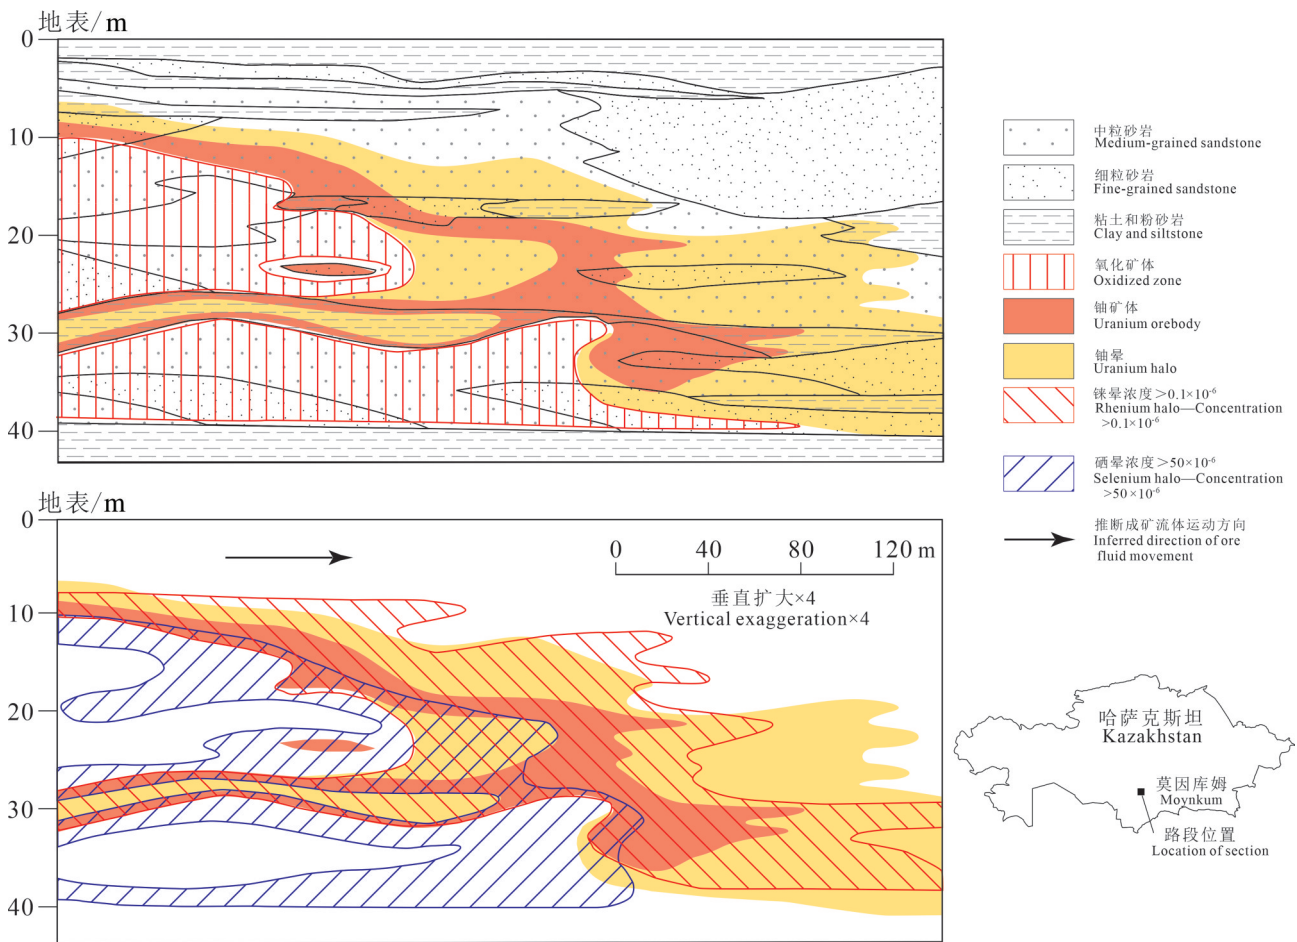 地表/m
0
10
20
30
40
中粒砂岩
Medium-grained sandstone
细粒砂岩
Fine-grained sandstone
粘土和粉砂岩
Clay and siltstone
氧化矿体
Oxidized zone
铀矿体
Uranium orebody
铀晕
Uranium halo
铼晕浓度＞0.1×10⁻⁶
Rhenium halo—Concentration
>0.1×10⁻⁶
硒晕浓度＞50×10⁻⁶
Selenium halo—Concentration
>50×10⁻⁶
推断成矿流体运动方向
Inferred direction of ore
fluid movement
地表/m
0
10
20
30
40
0 40 80 120 m
垂直扩大×4
Vertical exaggeration×4
哈萨克斯坦
Kazakhstan
莫因库姆
Moynkum
路段位置
Location of section